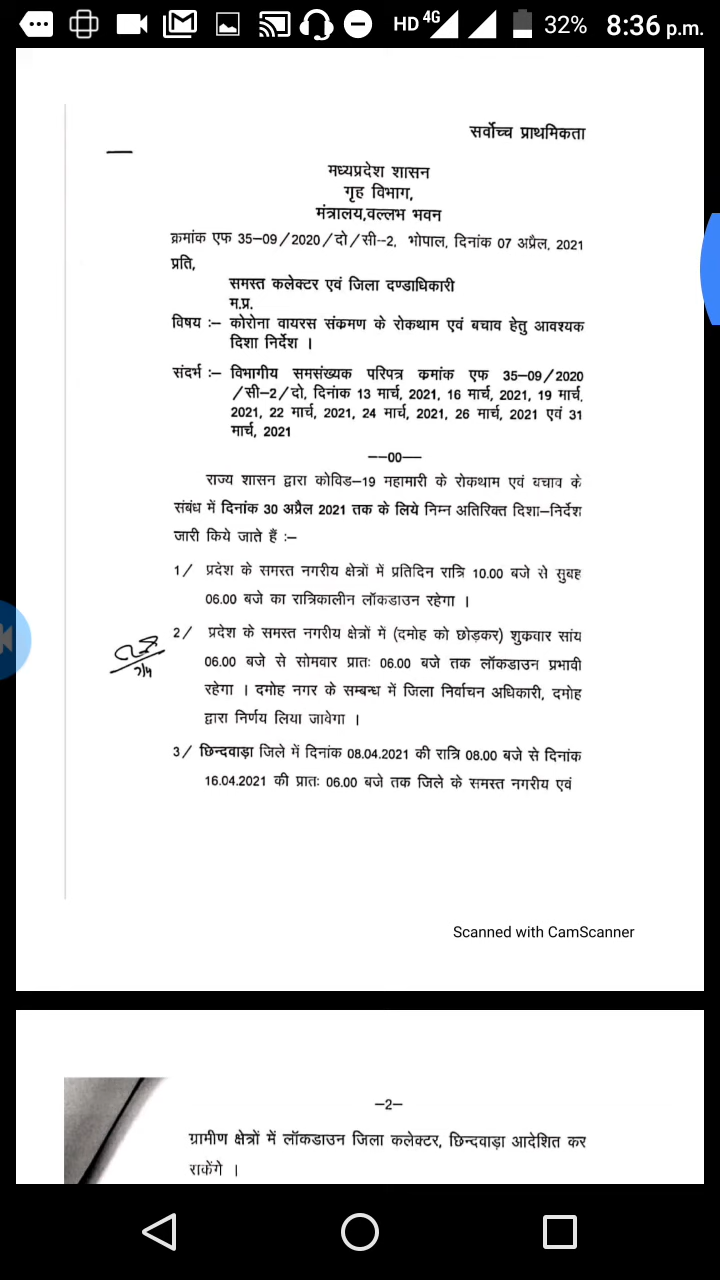 HD 4G 32% 8:36 p.m.
सर्वोच्च प्राथमिकता
मध्यप्रदेश शासन
गृह विभाग,
मंत्रालय,वल्लभ भवन
क्रमांक एफ 35-09/2020/दो/सी-2, भोपाल, दिनांक 07 अप्रैल, 2021
प्रति,
समस्त कलेक्टर एवं जिला दण्डाधिकारी
म.प्र.
विषय :- कोरोना वायरस संक्रमण के रोकथाम एवं बचाव हेतु आवश्यक
दिशा निर्देश ।
संदर्भ :- विभागीय समसंख्यक परिपत्र क्रमांक एफ 35-09/2020
/सी-2/दो, दिनांक 13 मार्च, 2021, 16 मार्च, 2021, 19 मार्च,
2021, 22 मार्च, 2021, 24 मार्च, 2021, 26 मार्च, 2021 एवं 31
मार्च, 2021
--00--
राज्य शासन द्वारा कोविड-19 महामारी के रोकथाम एवं बचाव के
संबंध में दिनांक 30 अप्रैल 2021 तक के लिये निम्न अतिरिक्त दिशा-निर्देश
जारी किये जाते हैं :-
1/ प्रदेश के समस्त नगरीय क्षेत्रों में प्रतिदिन रात्रि 10.00 बजे से सुबह
06.00 बजे का रात्रिकालीन लॉकडाउन रहेगा ।
2/ प्रदेश के समस्त नगरीय क्षेत्रों में (दमोह को छोड़कर) शुक्रवार सांय
06.00 बजे से सोमवार प्रातः 06.00 बजे तक लॉकडाउन प्रभावी
रहेगा । दमोह नगर के सम्बन्ध में जिला निर्वाचन अधिकारी, दमोह
द्वारा निर्णय लिया जावेगा ।
7/4
3/ छिन्दवाड़ा जिले में दिनांक 08.04.2021 की रात्रि 08.00 बजे से दिनांक
16.04.2021 की प्रातः 06.00 बजे तक जिले के समस्त नगरीय एवं
Scanned with CamScanner
-2-
ग्रामीण क्षेत्रों में लॉकडाउन जिला कलेक्टर, छिन्दवाड़ा आदेशित कर
राकेंगे ।